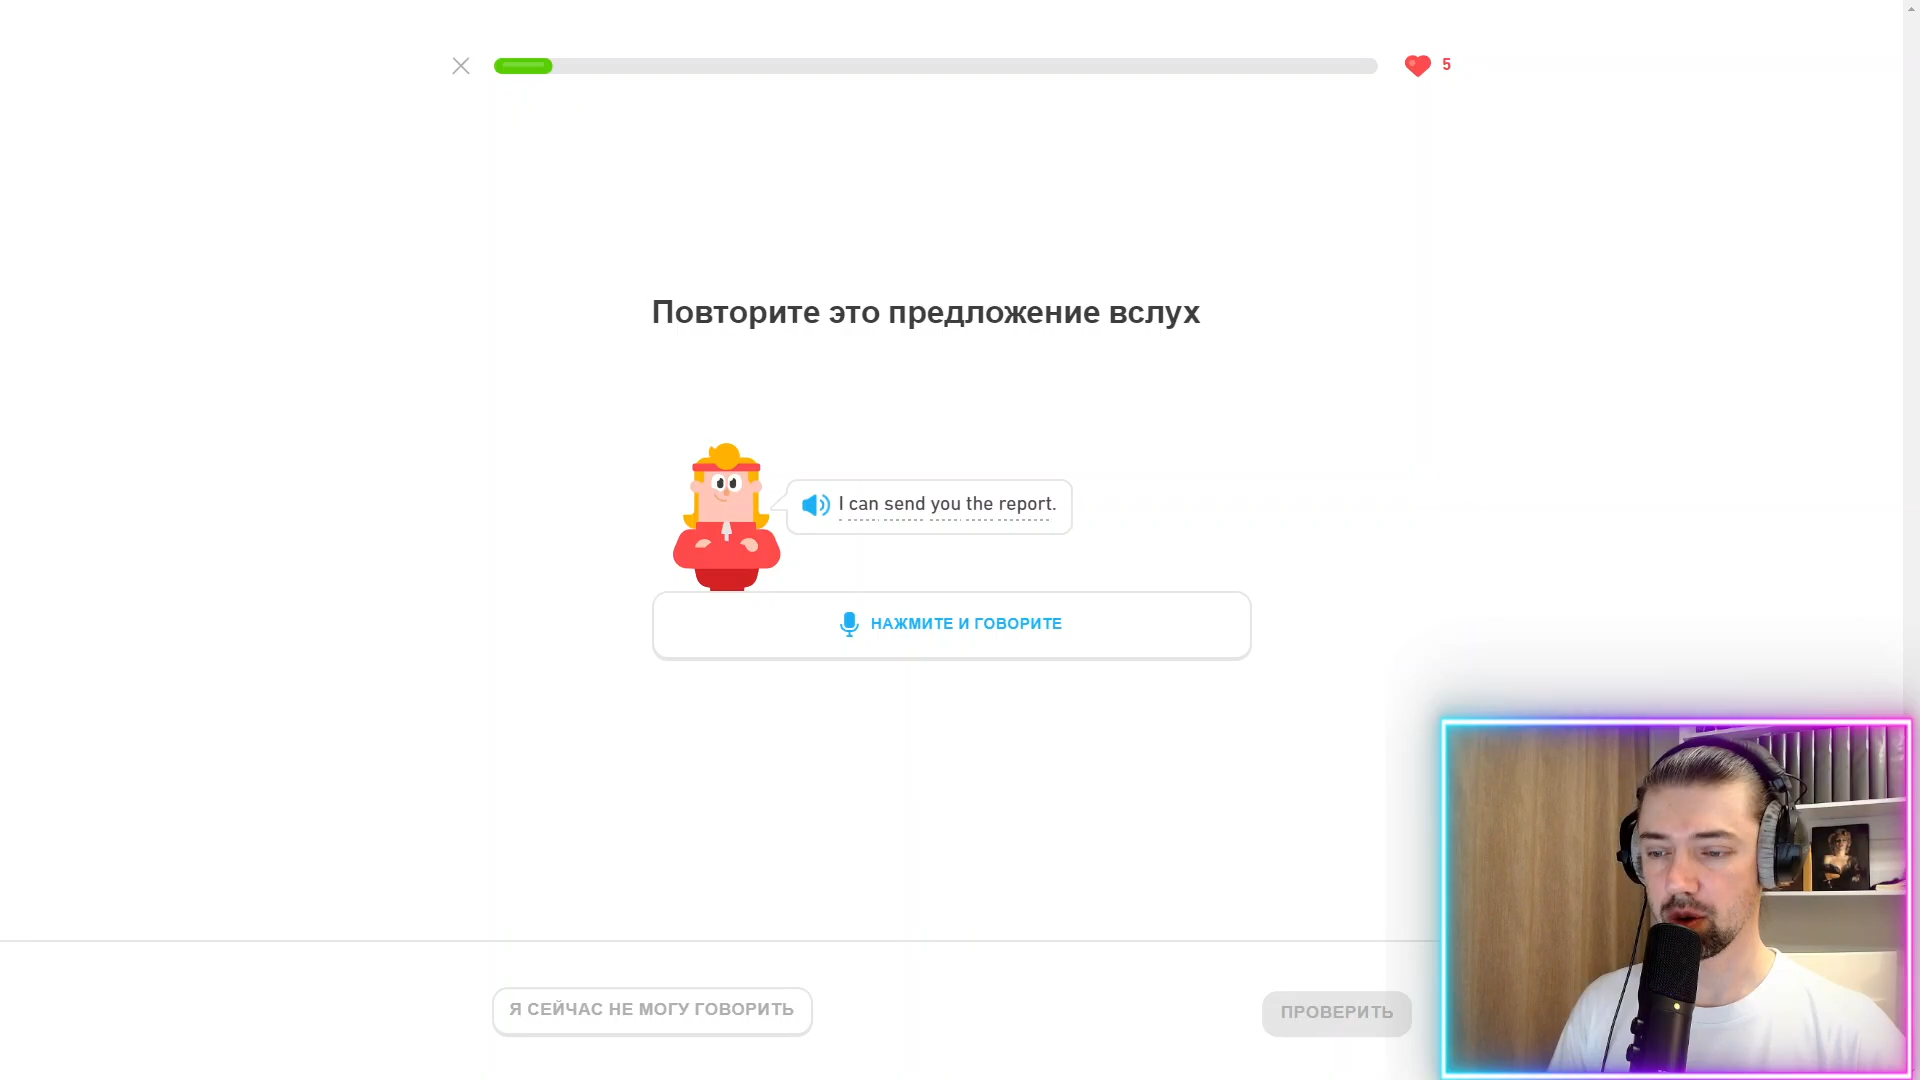 5
Повторите это предложение вслух
I can send you the report.
НАЖМИТЕ И ГОВОРИТЕ
Я СЕЙЧАС НЕ МОГУ ГОВОРИТЬ
ПРОВЕРИТЬ